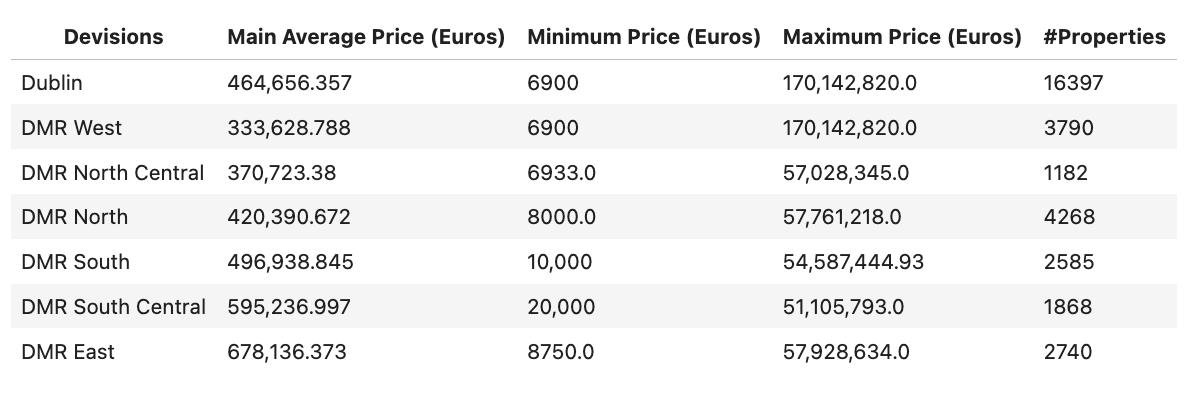 Devisions Main Average Price (Euros) Minimum Price (Euros) Maximum Price (Euros) #Properties
Dublin 464,656.357 6900 170,142,820.0 16397
DMR West 333,628.788 6900 170,142,820.0 3790
DMR North Central 370,723.38 6933.0 57,028,345.0 1182
DMR North 420,390.672 8000.0 57,761,218.0 4268
DMR South 496,938.845 10,000 54,587,444.93 2585
DMR South Central 595,236.997 20,000 51,105,793.0 1868
DMR East 678,136.373 8750.0 57,928,634.0 2740